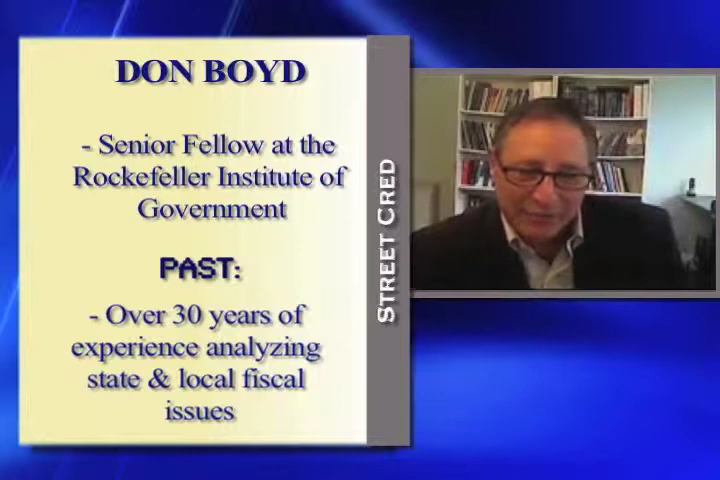 DON BOYD
- Senior Fellow at the
Rockefeller Institute of
Government
PAST:
- Over 30 years of
experience analyzing
state & local fiscal
issues
STREET CRED